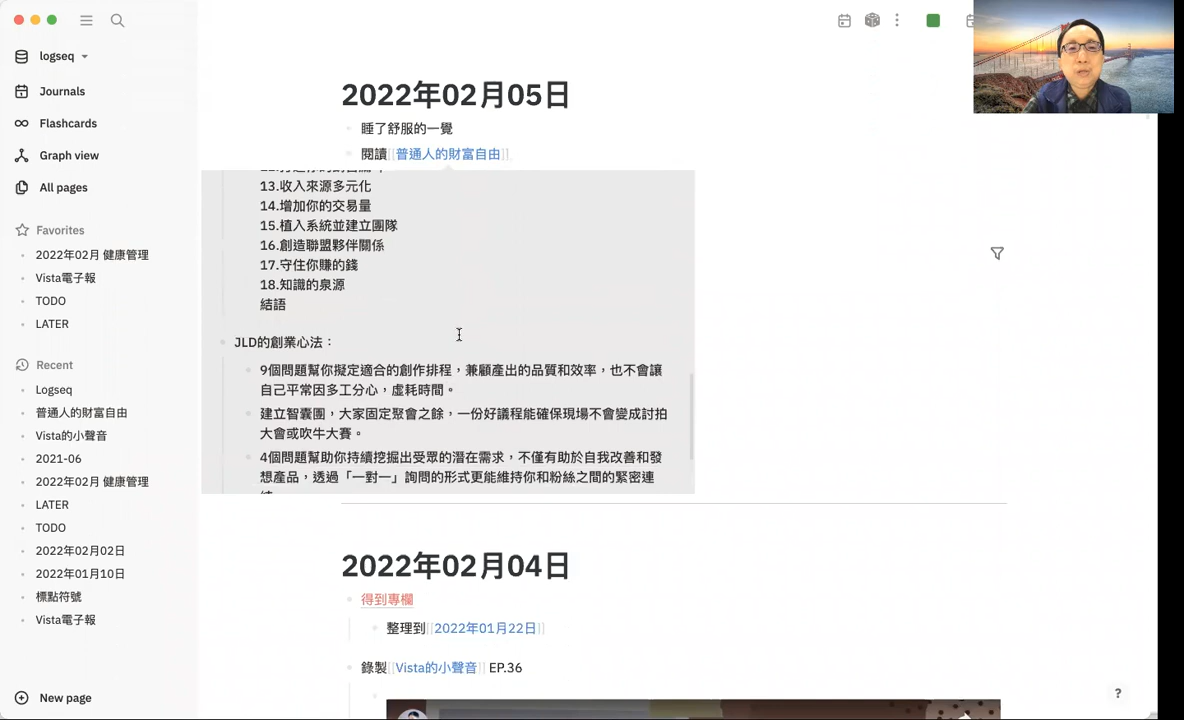 logseq
Journals
Flashcards
Graph view
All pages
Favorites
2022年02月 健康管理
Vista電子報
TODO
LATER
Recent
Logseq
普通人的財富自由
Vista的小聲音
2021-06
2022年02月 健康管理
LATER
TODO
2022年02月02日
2022年01月10日
標點符號
Vista電子報
New page
2022年02月05日
睡了舒服的一覺
閱讀[[普通人的財富自由]]
13.收入來源多元化
14.增加你的交易量
15.植入系統並建立團隊
16.創造聯盟夥伴關係
17.守住你賺的錢
18.知識的泉源
結語
JLD的創業心法：
9個問題幫你擬定適合的創作排程，兼顧產出的品質和效率，也不會讓
自己平常因多工分心，虛耗時間。
建立智囊團，大家固定聚會之餘，一份好議程能確保現場不會變成討拍
大會或吹牛大賽。
4個問題幫助你持續挖掘出受眾的潛在需求，不僅有助於自我改善和發
想產品，透過「一對一」詢問的形式更能維持你和粉絲之間的緊密連
2022年02月04日
得到專欄
整理到[[2022年01月22日]]
錄製[[Vista的小聲音]] EP.36
?